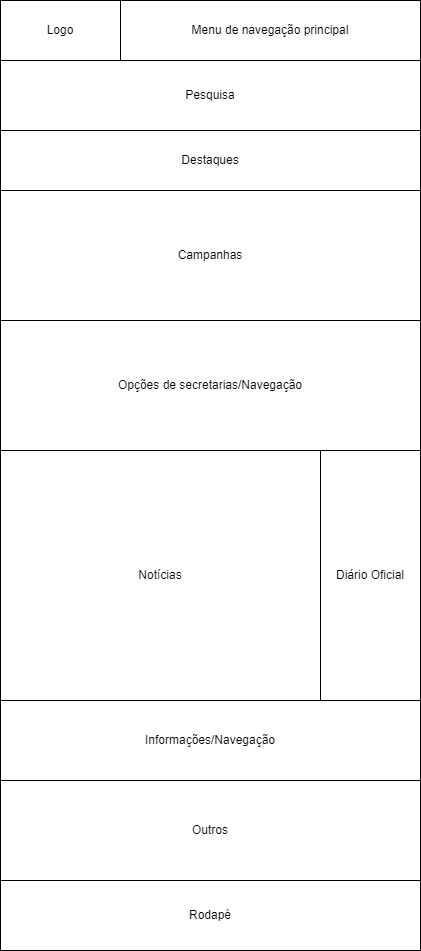 Logo
Menu de navegação principal
Pesquisa
Destaques
Campanhas
Opções de secretarias/Navegação
Notícias
Diário Oficial
Informações/Navegação
Outros
Rodapé